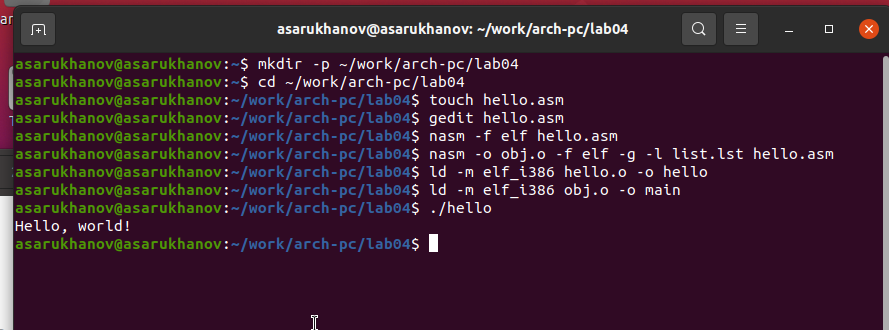 asarukhanov@asarukhanov: ~/work/arch-pc/lab04
asarukhanov@asarukhanov:~$ mkdir -p ~/work/arch-pc/lab04
asarukhanov@asarukhanov:~$ cd ~/work/arch-pc/lab04
asarukhanov@asarukhanov:~/work/arch-pc/lab04$ touch hello.asm
asarukhanov@asarukhanov:~/work/arch-pc/lab04$ gedit hello.asm
asarukhanov@asarukhanov:~/work/arch-pc/lab04$ nasm -f elf hello.asm
asarukhanov@asarukhanov:~/work/arch-pc/lab04$ nasm -o obj.o -f elf -g -l list.lst hello.asm
asarukhanov@asarukhanov:~/work/arch-pc/lab04$ ld -m elf_i386 hello.o -o hello
asarukhanov@asarukhanov:~/work/arch-pc/lab04$ ld -m elf_i386 obj.o -o main
asarukhanov@asarukhanov:~/work/arch-pc/lab04$ ./hello
Hello, world!
asarukhanov@asarukhanov:~/work/arch-pc/lab04$